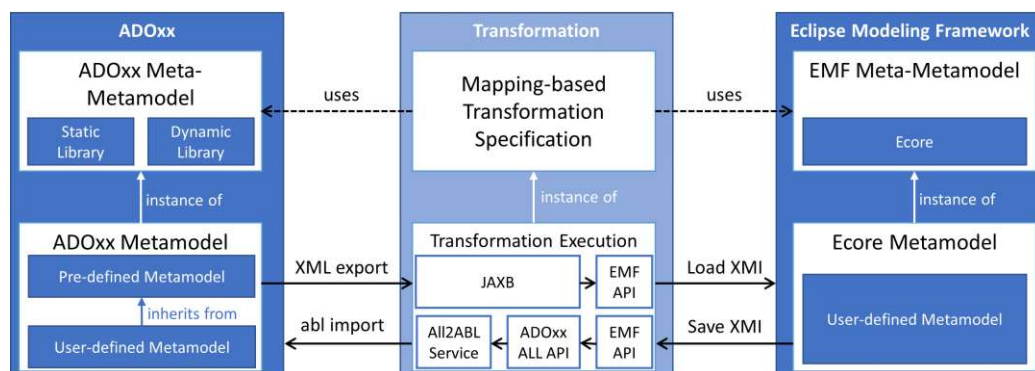 ADOxx
ADOxx Meta-
Metamodel
Static
Library
Dynamic
Library
instance of
ADOxx Metamodel
Pre-defined Metamodel
inherits from
User-defined Metamodel
uses
XML export
abl import
Transformation
Mapping-based
Transformation
Specification
instance of
Transformation Execution
JAXB
EMF
API
All2ABL
Service
ADOxx
ALL API
EMF
API
uses
Load XMI
Save XMI
Eclipse Modeling Framework
EMF Meta-Metamodel
Ecore
instance of
Ecore Metamodel
User-defined Metamodel